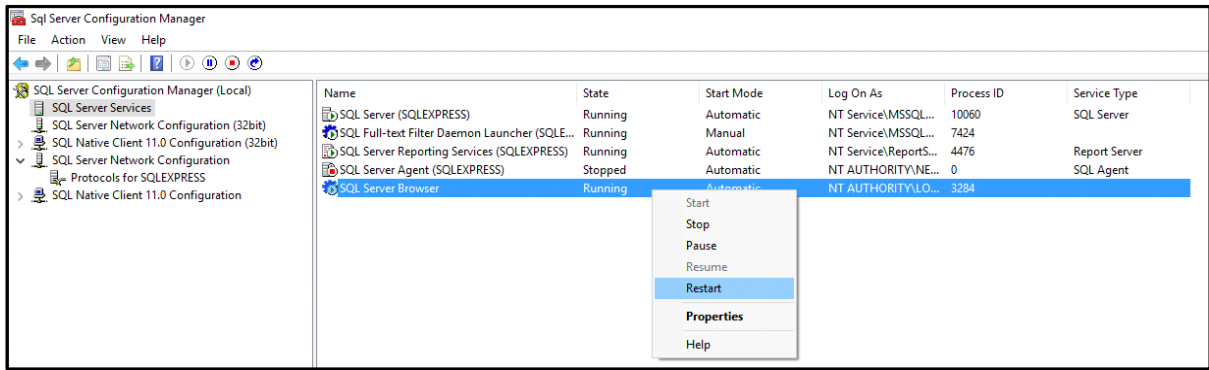 Sql Server Configuration Manager
File Action View Help
SQL Server Configuration Manager (Local)
SQL Server Services
SQL Server Network Configuration (32bit)
SQL Native Client 11.0 Configuration (32bit)
SQL Server Network Configuration
Protocols for SQLEXPRESS
SQL Native Client 11.0 Configuration
Name State Start Mode Log On As Process ID Service Type
SQL Server (SQLEXPRESS) Running Automatic NT Service\MSSQL... 10060 SQL Server
SQL Full-text Filter Daemon Launcher (SQLE... Running Manual NT Service\MSSQL... 7424
SQL Server Reporting Services (SQLEXPRESS) Running Automatic NT Service\ReportS... 4476 Report Server
SQL Server Agent (SQLEXPRESS) Stopped Automatic NT AUTHORITY\NE... 0 SQL Agent
SQL Server Browser Running Automatic NT AUTHORITY\LO... 3284
Start
Stop
Pause
Resume
Restart
Properties
Help